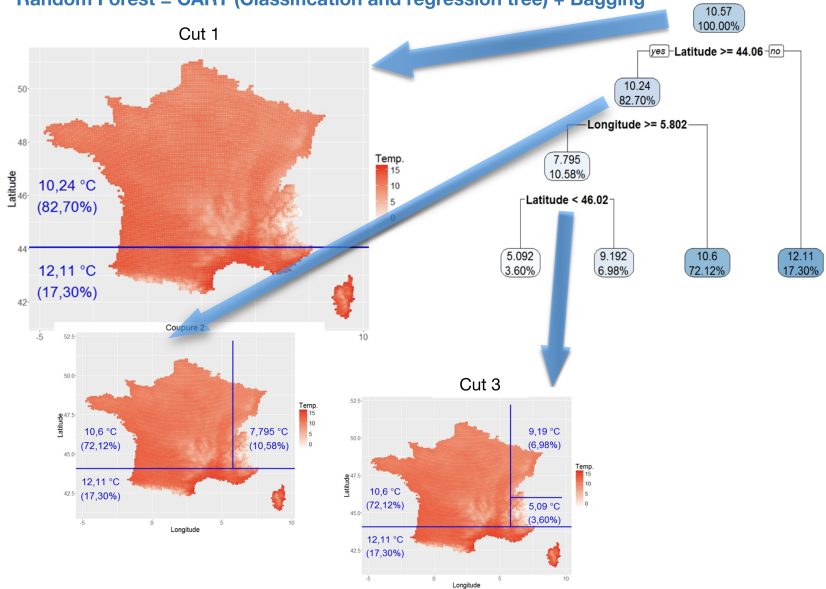 Random Forest = CART (Classification and regression tree) + Bagging
10.57
100.00%
yes Latitude >= 44.06 no
10.24
82.70%
Longitude >= 5.802
7.795
10.58%
Latitude < 46.02
5.092
3.60%
9.192
6.98%
10.6
72.12%
12.11
17.30%
Cut 1
Latitude
50
48
46
44
42
-5
10
10,24 °C
(82,70%)
12,11 °C
(17,30%)
Temp.
15
10
5
0
Coupure 2
Latitude
52.5
50.0
47.5
45.0
42.5
10,6 °C
(72,12%)
7,795 °C
(10,58%)
12,11 °C
(17,30%)
Temp.
15
10
5
0
-5
0
5
10
Longitude
Cut 3
Latitude
52.5
50.0
47.5
45.0
42.5
9,19 °C
(6,98%)
10,6 °C
(72,12%)
5,09 °C
(3,60%)
12,11 °C
(17,30%)
Temp.
15
10
5
0
-5
0
5
10
Longitude